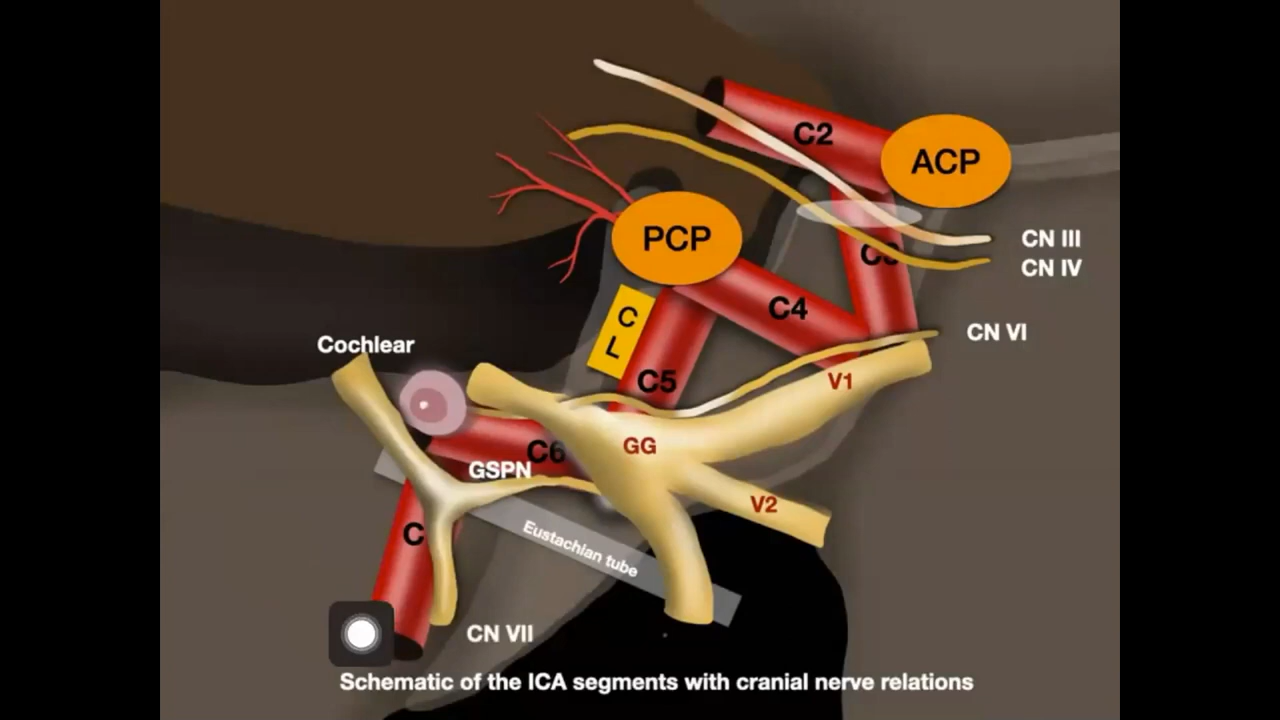 C2
ACP
PCP
CN III
C3
CN IV
C4
C
L
CN VI
Cochlear
C5
V1
GG
C6
GSPN
V2
C
Eustachian tube
CN VII
Schematic of the ICA segments with cranial nerve relations